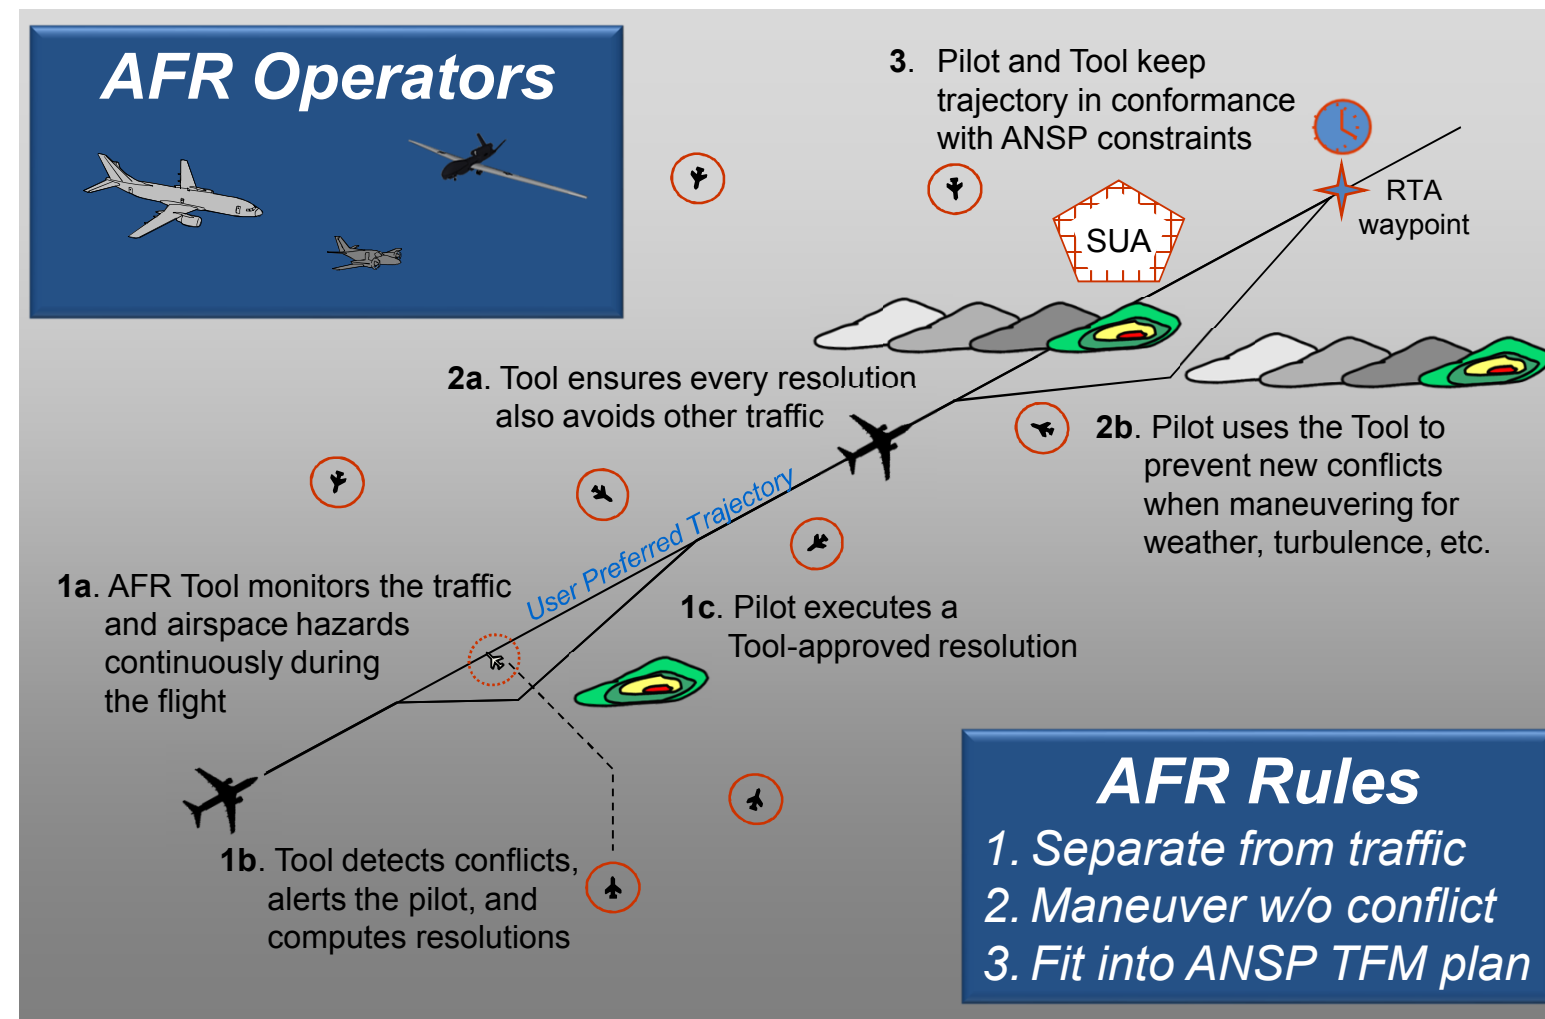 AFR Operators
3. Pilot and Tool keep
trajectory in conformance
with ANSP constraints
RTA
waypoint
SUA
2a. Tool ensures every resolution
also avoids other traffic
2b. Pilot uses the Tool to
prevent new conflicts
when maneuvering for
weather, turbulence, etc.
User Preferred Trajectory
1a. AFR Tool monitors the traffic
and airspace hazards
continuously during
the flight
1c. Pilot executes a
Tool-approved resolution
1b. Tool detects conflicts,
alerts the pilot, and
computes resolutions
AFR Rules
1. Separate from traffic
2. Maneuver w/o conflict
3. Fit into ANSP TFM plan